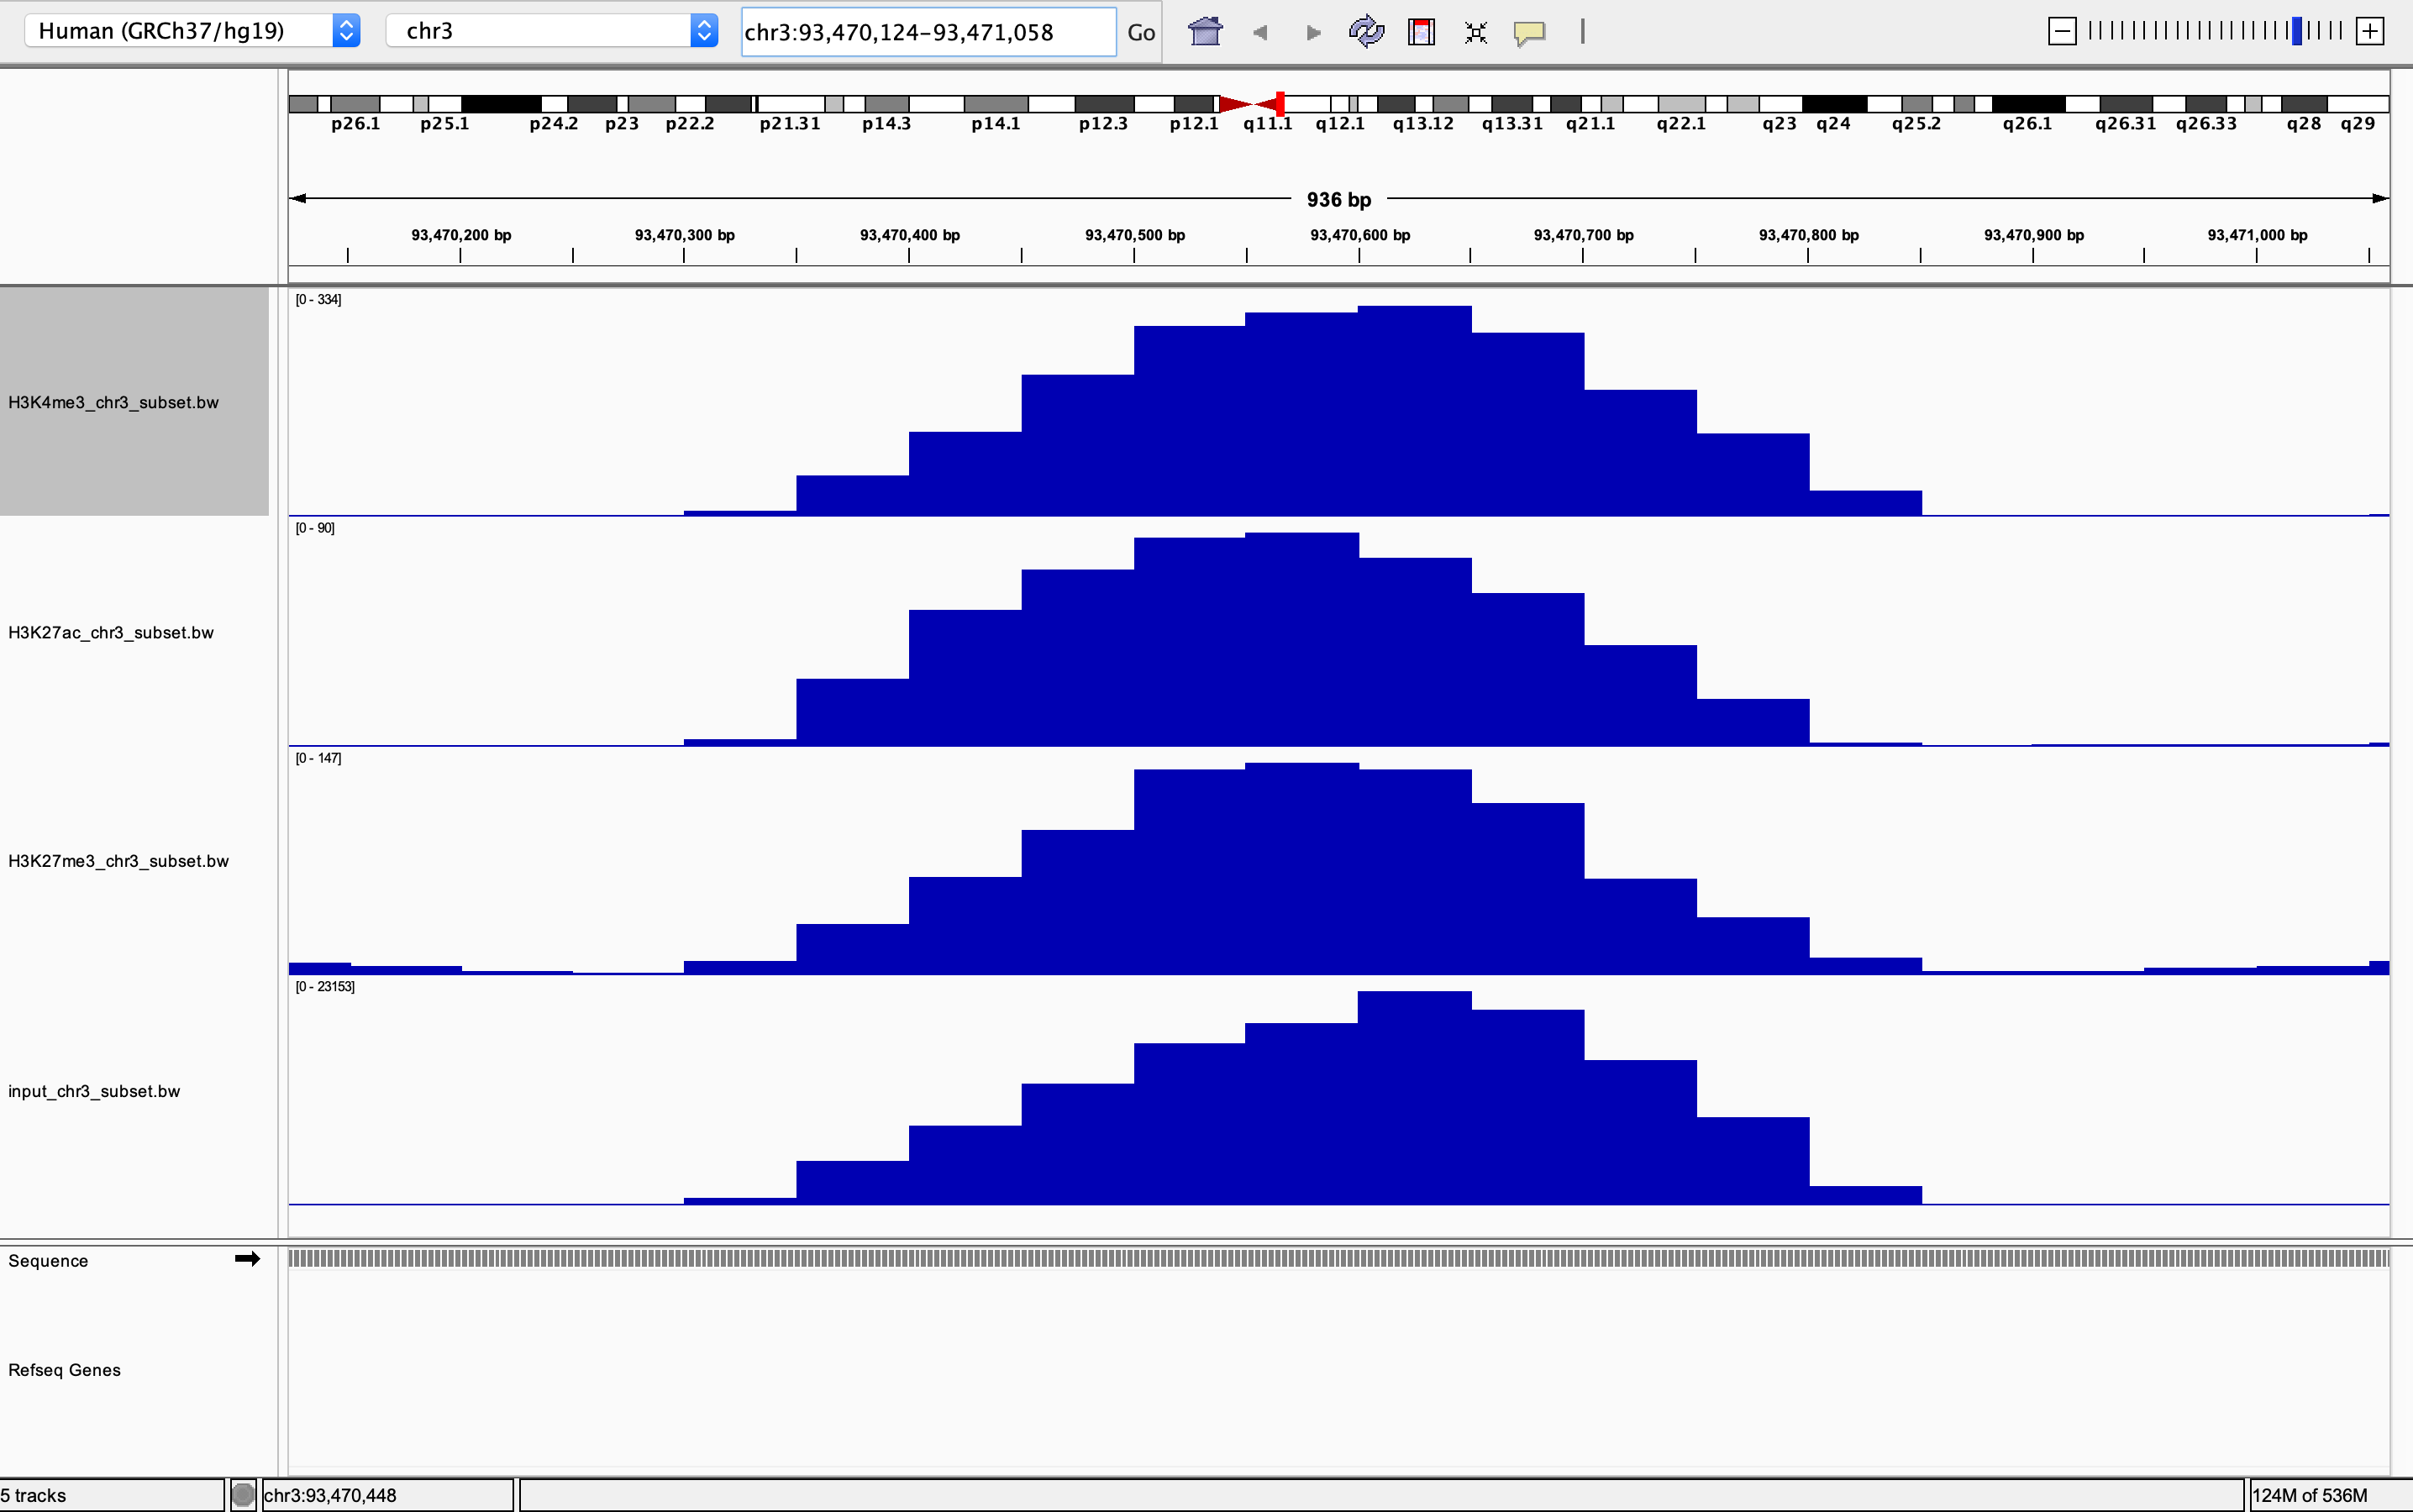 Human (GRCh37/hg19) chr3 chr3:93,470,124-93,471,058 Go
p26.1 p25.1 p24.2 p23 p22.2 p21.31 p14.3 p14.1 p12.3 p12.1 q11.1 q12.1 q13.12 q13.31 q21.1 q22.1 q23 q24 q25.2 q26.1 q26.31 q26.33 q28 q29
936 bp
93,470,200 bp 93,470,300 bp 93,470,400 bp 93,470,500 bp 93,470,600 bp 93,470,700 bp 93,470,800 bp 93,470,900 bp 93,471,000 bp
[0 - 334]
H3K4me3_chr3_subset.bw
[0 - 90]
H3K27ac_chr3_subset.bw
[0 - 147]
H3K27me3_chr3_subset.bw
[0 - 23153]
input_chr3_subset.bw
Sequence
Refseq Genes
5 tracks chr3:93,470,448 124M of 536M